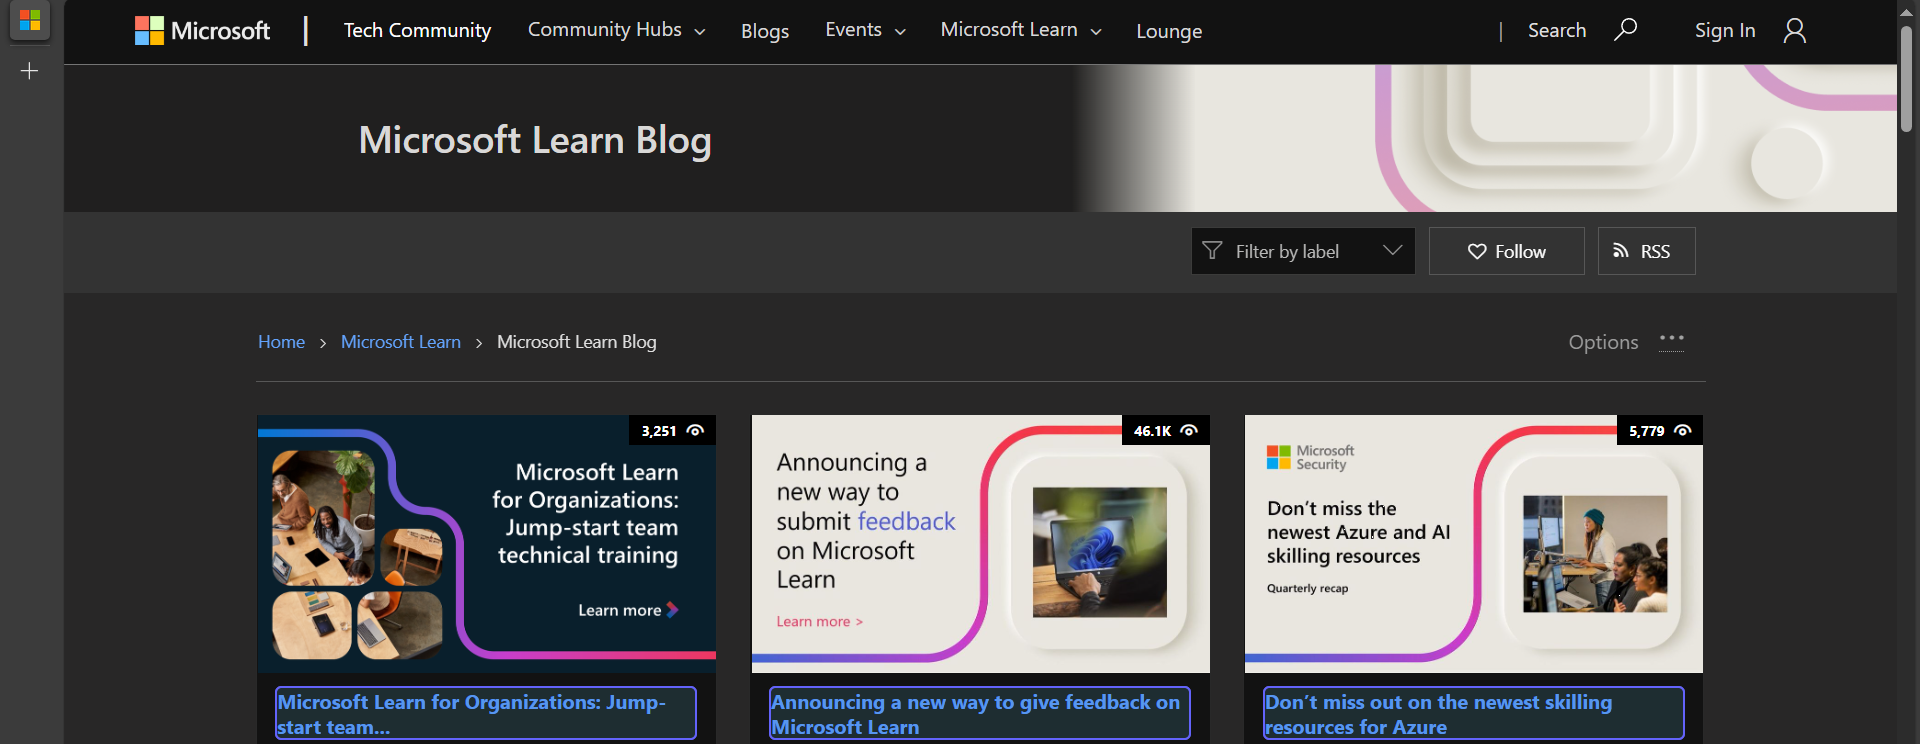 Microsoft | Tech Community Community Hubs Blogs Events Microsoft Learn Lounge | Search Sign In
Microsoft Learn Blog
Filter by label Follow RSS
Home > Microsoft Learn > Microsoft Learn Blog Options ...
3,251
Microsoft Learn
for Organizations:
Jump-start team
technical training
Learn more
46.1K
Announcing a
new way to
submit feedback
on Microsoft
Learn
Learn more >
5,779
Microsoft
Security
Don’t miss the
newest Azure and AI
skilling resources
Quarterly recap
Microsoft Learn for Organizations: Jump-
start team...
Announcing a new way to give feedback on
Microsoft Learn
Don’t miss out on the newest skilling
resources for Azure